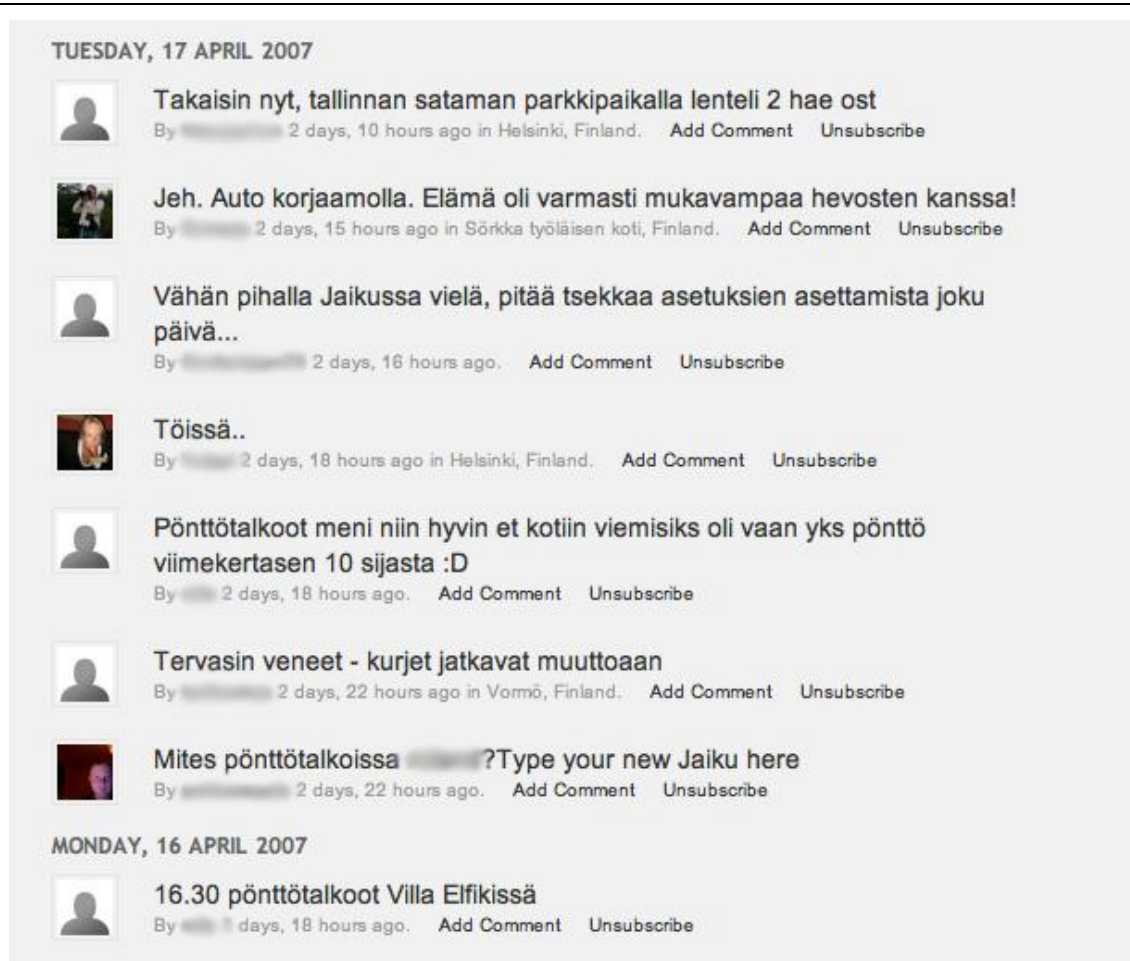 TUESDAY, 17 APRIL 2007
Takaisin nyt, tallinnan sataman parkkipaikalla lenteli 2 hae ost
By 2 days, 10 hours ago in Helsinki, Finland. Add Comment Unsubscribe
Jeh. Auto korjaamolla. Elämä oli varmasti mukavampaa hevosten kanssa!
By 2 days, 15 hours ago in Sörkka työläisen koti, Finland. Add Comment Unsubscribe
Vähän pihalla Jaikussa vielä, pitää tsekkaa asetuksien asettamista joku
päivä...
By 2 days, 16 hours ago. Add Comment Unsubscribe
Töissä..
By 2 days, 18 hours ago in Helsinki, Finland. Add Comment Unsubscribe
Pönttötalkoot meni niin hyvin et kotiin viemisiks oli vaan yks pönttö
viimekertasen 10 sijasta :D
By 2 days, 18 hours ago. Add Comment Unsubscribe
Tervasin veneet - kurjet jatkavat muuttoaan
By 2 days, 22 hours ago in Vormö, Finland. Add Comment Unsubscribe
Mites pönttötalkoissa ?Type your new Jaiku here
By 2 days, 22 hours ago. Add Comment Unsubscribe
MONDAY, 16 APRIL 2007
16.30 pönttötalkoot Villa Elfikissä
By days, 18 hours ago. Add Comment Unsubscribe